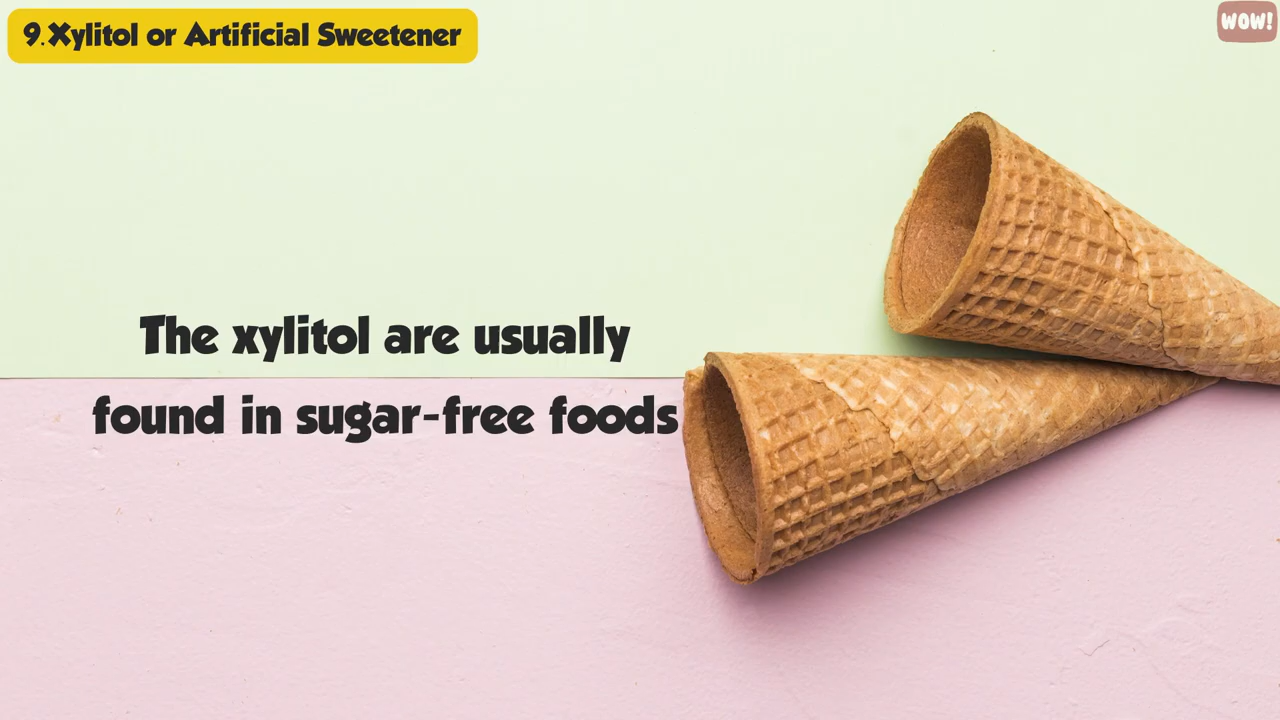 9.Xylitol or Artificial Sweetener
WOW!
The xylitol are usually
found in sugar-free foods